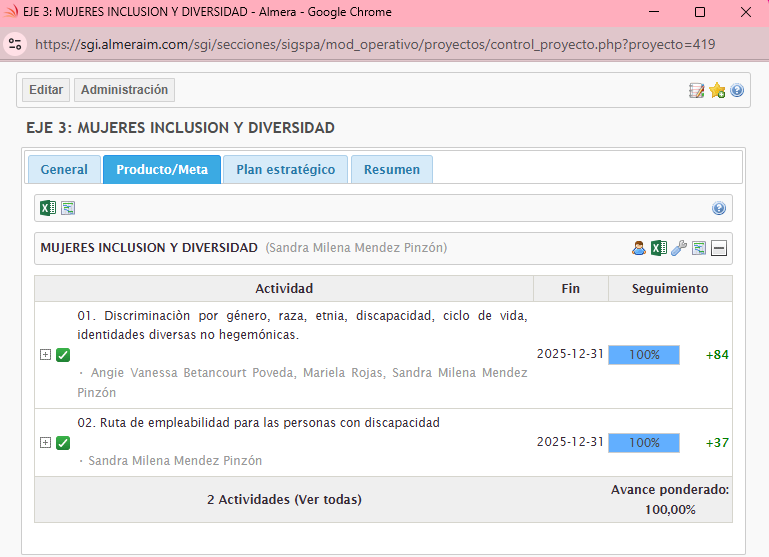 EJE 3: MUJERES INCLUSION Y DIVERSIDAD - Almera - Google Chrome
https://sgi.almeraim.com/sgi/secciones/sigspa/mod_operativo/proyectos/control_proyecto.php?proyecto=419
Editar Administración
EJE 3: MUJERES INCLUSION Y DIVERSIDAD
General Producto/Meta Plan estratégico Resumen
MUJERES INCLUSION Y DIVERSIDAD (Sandra Milena Mendez Pinzón)
Actividad Fin Seguimiento
01. Discriminaciòn por género, raza, etnia, discapacidad, ciclo de vida,
identidades diversas no hegemónicas.
2025-12-31 100% +84
· Angie Vanessa Betancourt Poveda, Mariela Rojas, Sandra Milena Mendez
Pinzón
02. Ruta de empleabilidad para las personas con discapacidad
2025-12-31 100% +37
· Sandra Milena Mendez Pinzón
2 Actividades (Ver todas)
Avance ponderado:
100,00%